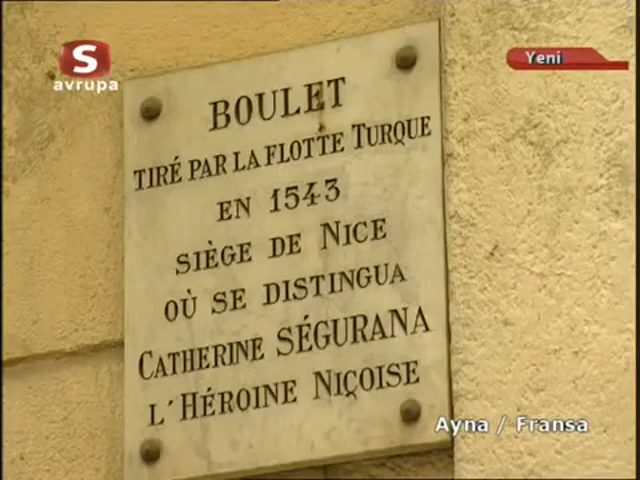 S
avrupa
Yeni
BOULET
TIRÉ PAR LA FLOTTE TURQUE
EN 1543
SIÈGE DE NICE
OÙ SE DISTINGUA
CATHERINE SÉGURANA
L'HÉROINE NIÇOISE
Ayna / Fransa